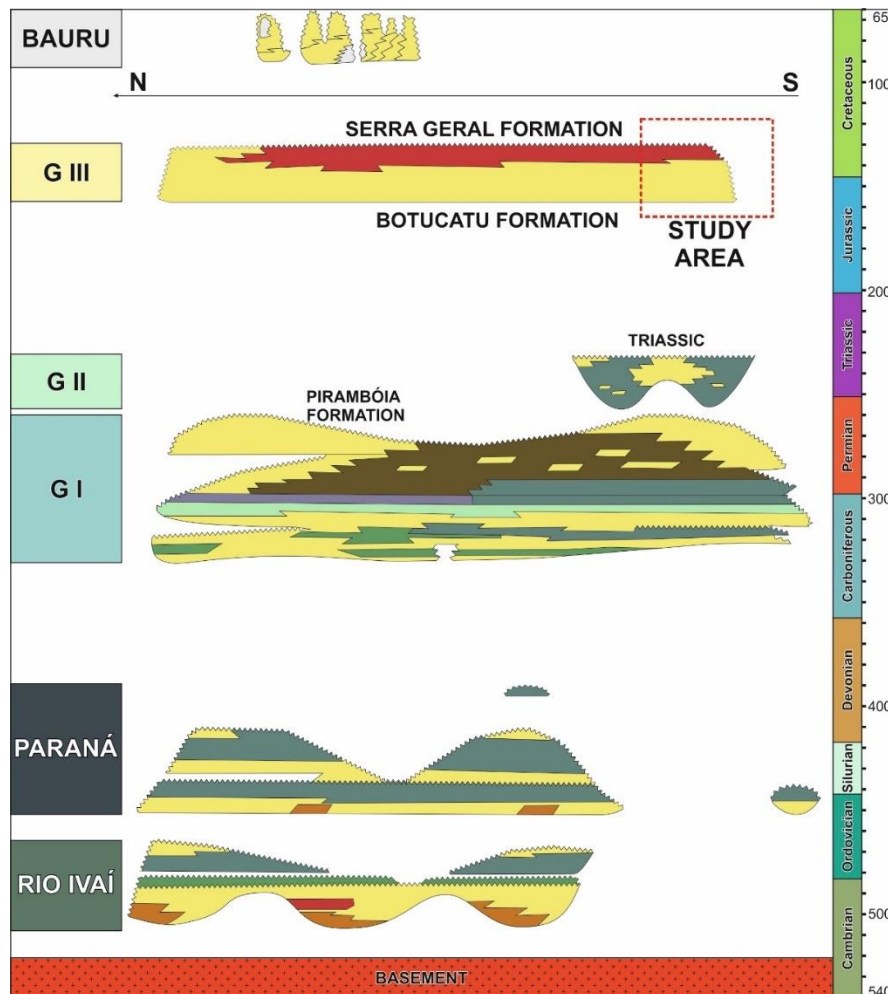 BAURU
N
S
SERRA GERAL FORMATION
G III
BOTUCATU FORMATION
STUDY
AREA
TRIASSIC
G II
PIRAMBÓIA
FORMATION
G I
PARANÁ
RIO IVAÍ
BASEMENT
Cretaceous
Jurassic
Triassic
Permian
Carboniferous
Devonian
Silurian
Ordovician
Cambrian
65
100
200
300
400
500
540